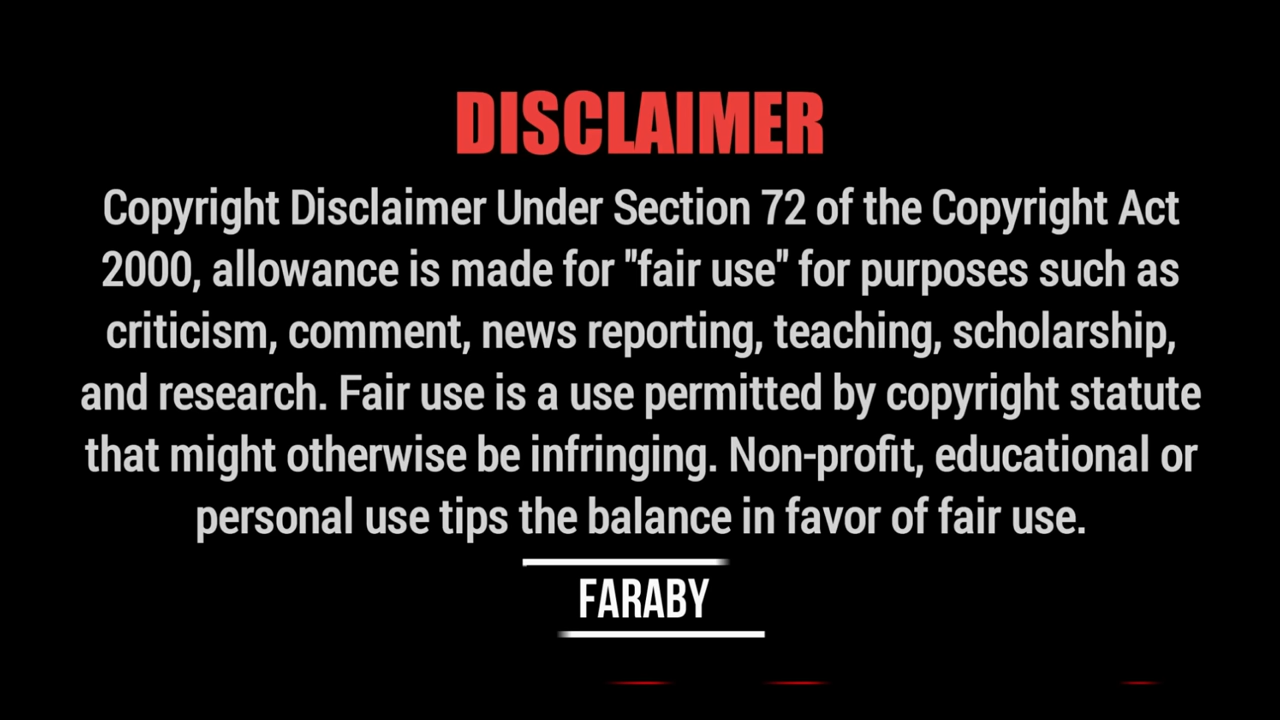 DISCLAIMER
Copyright Disclaimer Under Section 72 of the Copyright Act
2000, allowance is made for "fair use" for purposes such as
criticism, comment, news reporting, teaching, scholarship,
and research. Fair use is a use permitted by copyright statute
that might otherwise be infringing. Non-profit, educational or
personal use tips the balance in favor of fair use.
FARABY